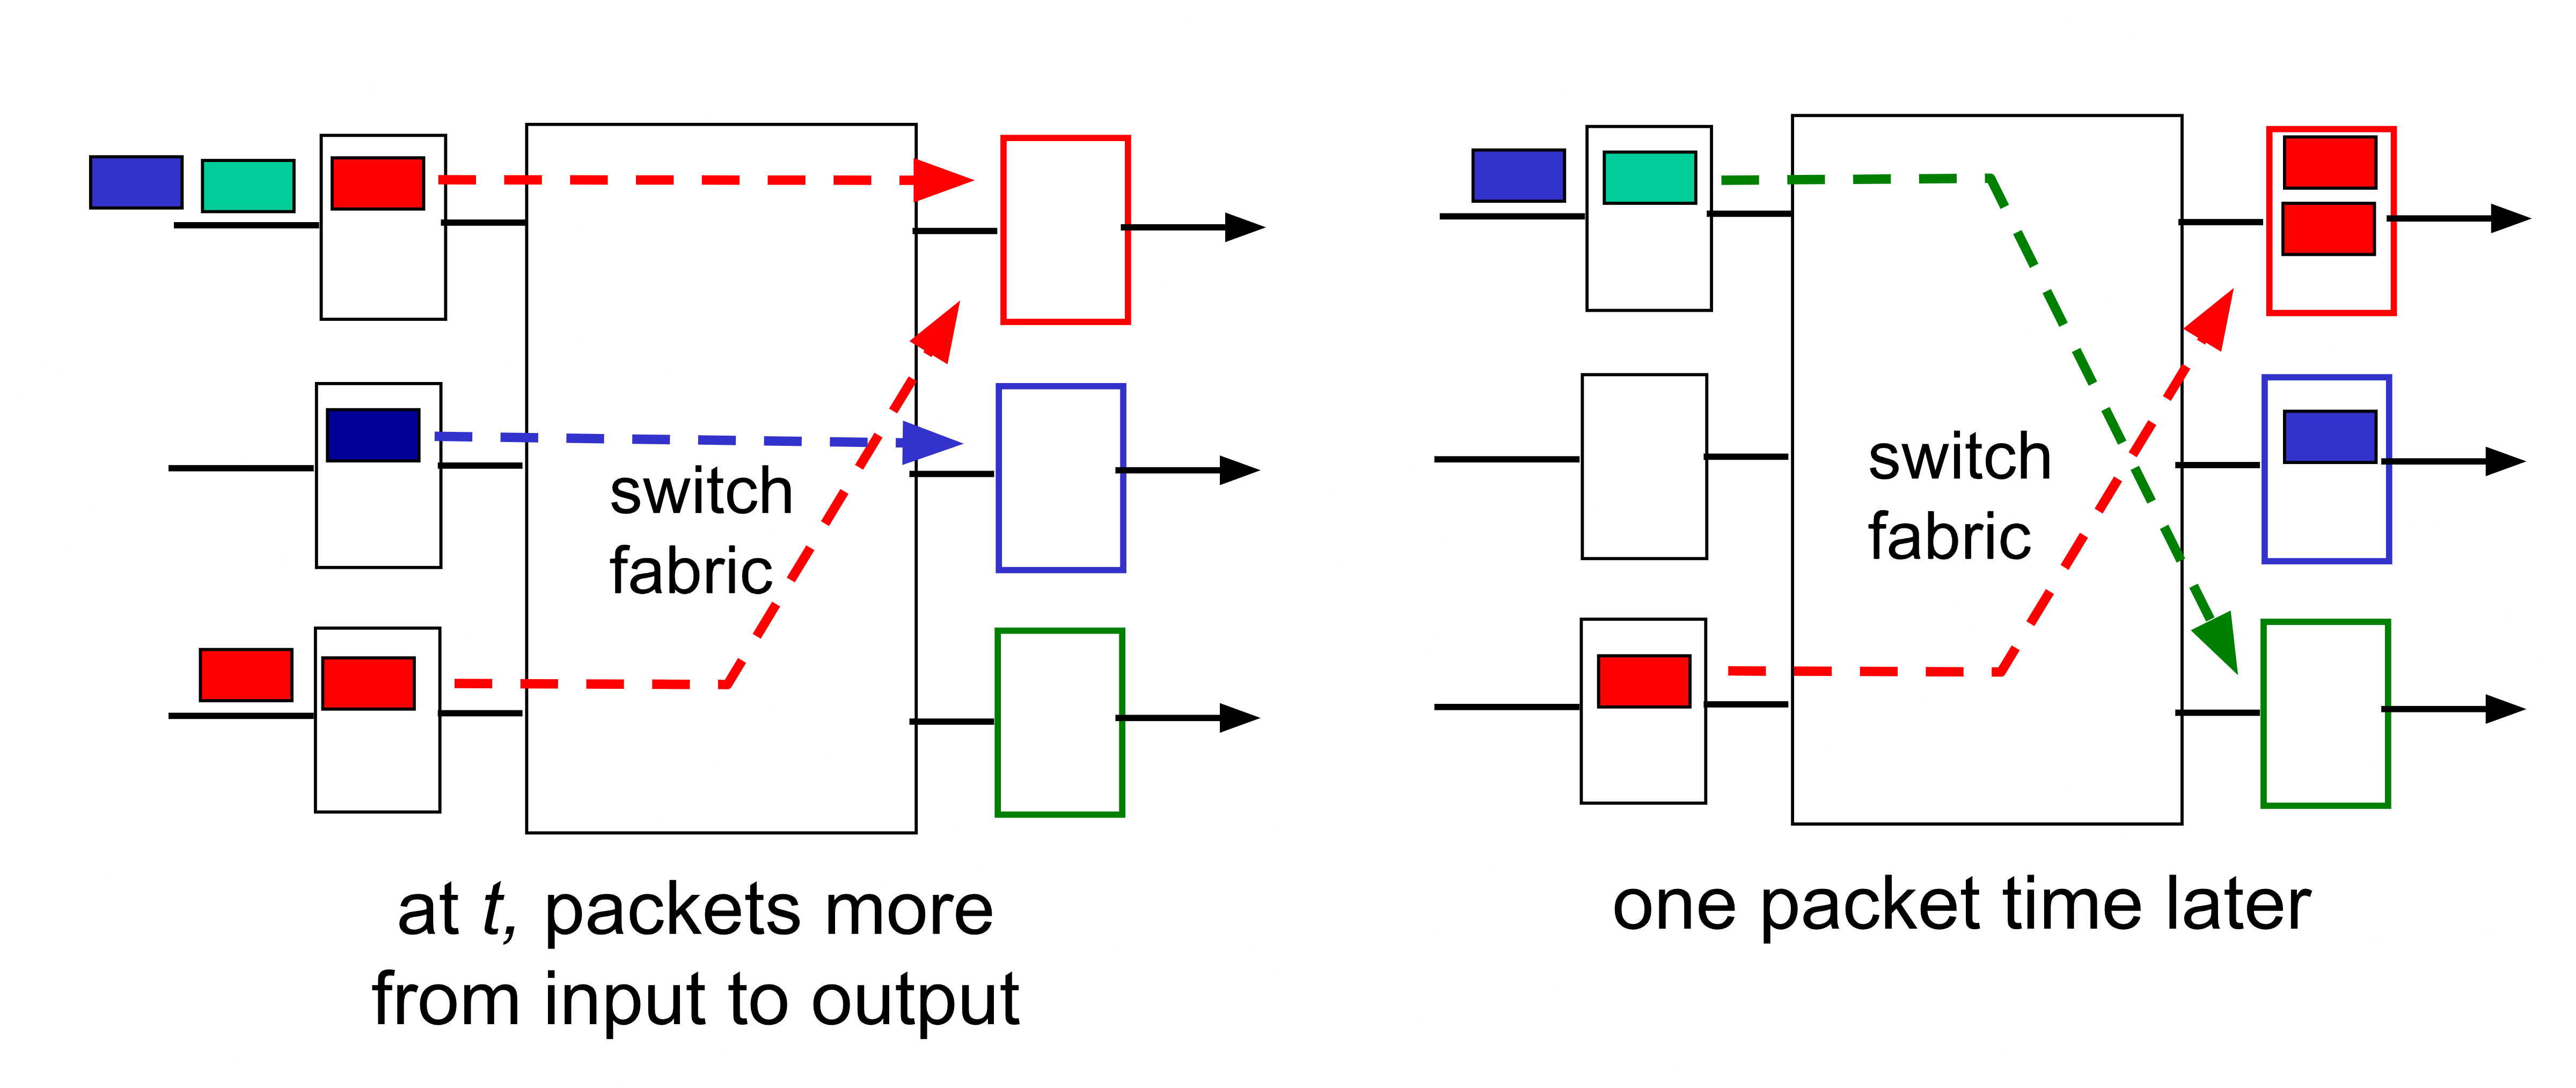 switch
fabric
at t, packets more
from input to output
switch
fabric
one packet time later